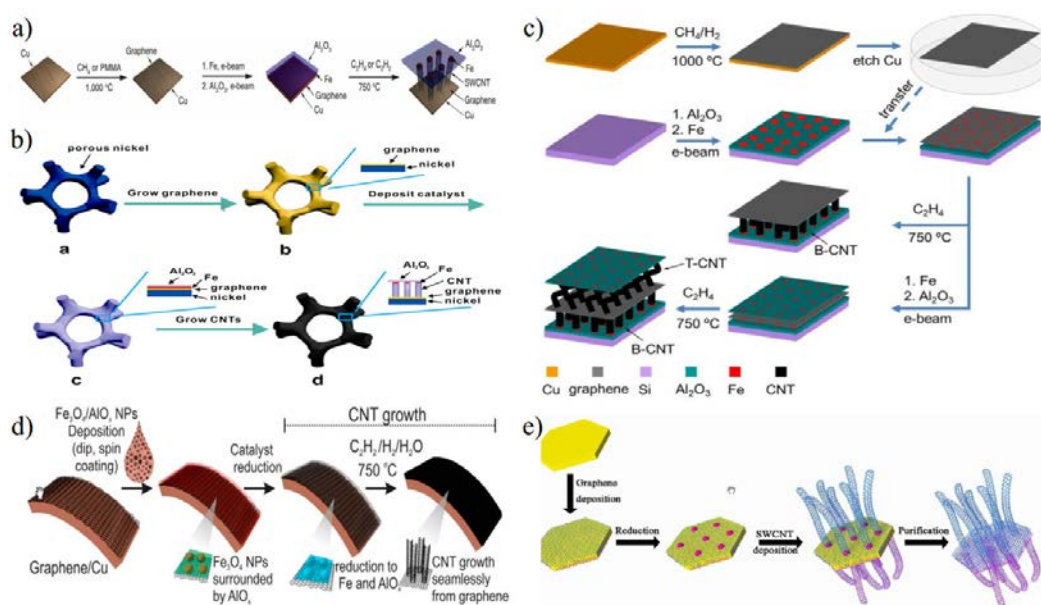 a)
Cu
CH₄ or PMMA
1,000 °C
Graphene
Cu
1. Fe, e-beam
2. Al₂O₃, e-beam
Al₂O₃
Fe
Graphene
Cu
C₂H₄ or C₂H₂
750 °C
Al₂O₃
Fe
SWCNT
Graphene
Cu
b)
porous nickel
Grow graphene
graphene
nickel
Deposit catalyst
a
b
Al₂O₃
Fe
graphene
nickel
Grow CNTs
Al₂O₃
Fe
CNT
graphene
nickel
c
d
c)
CH₄/H₂
1000 ºC
etch Cu
transfer
1. Al₂O₃
2. Fe
e-beam
C₂H₄
750 ºC
B-CNT
T-CNT
C₂H₄
750 ºC
B-CNT
1. Fe
2. Al₂O₃
e-beam
Cu
graphene
Si
Al₂O₃
Fe
CNT
d)
Fe₃O₄/AlOₓ NPs
Deposition
(dip, spin
coating)
Catalyst
reduction
CNT growth
C₂H₂/H₂/H₂O
750 °C
Graphene/Cu
Fe₃O₄ NPs
surrounded
by AlOₓ
reduction to
Fe and AlOₓ
CNT growth
seamlessly
from graphene
e)
Graphene
deposition
Reduction
SWCNT
deposition
Purification